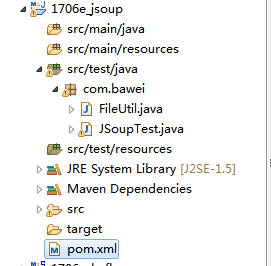 1706e_jsoup
src/main/java
src/main/resources
src/test/java
com.bawei
FileUtil.java
JSoupTest.java
src/test/resources
JRE System Library [J2SE-1.5]
Maven Dependencies
src
target
pom.xml